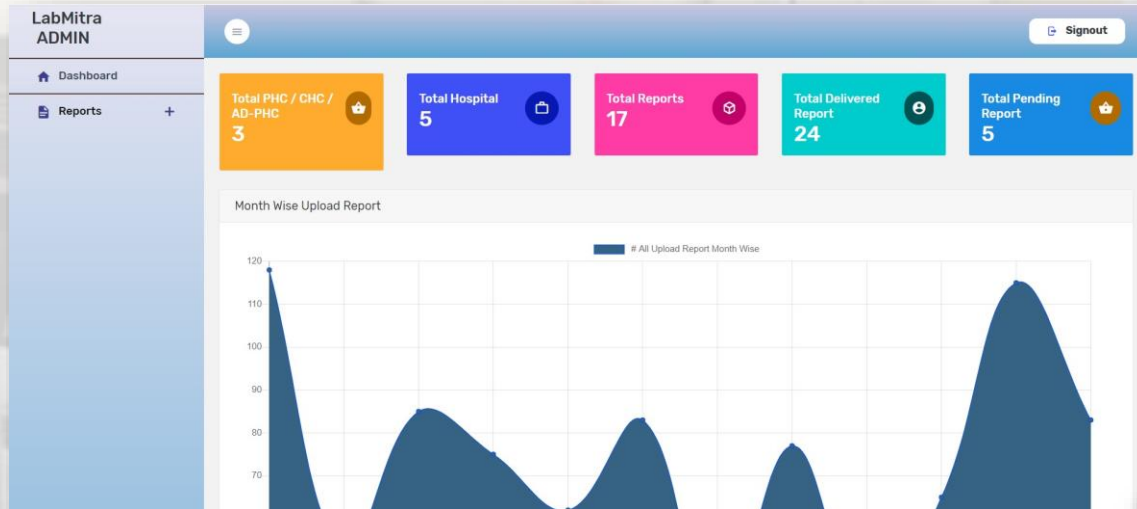 LabMitra
ADMIN
Signout
Dashboard
Reports +
Total PHC / CHC /
AD-PHC
3
Total Hospital
5
Total Reports
17
Total Delivered
Report
24
Total Pending
Report
5
Month Wise Upload Report
# All Upload Report Month Wise
120
110
100
90
80
70